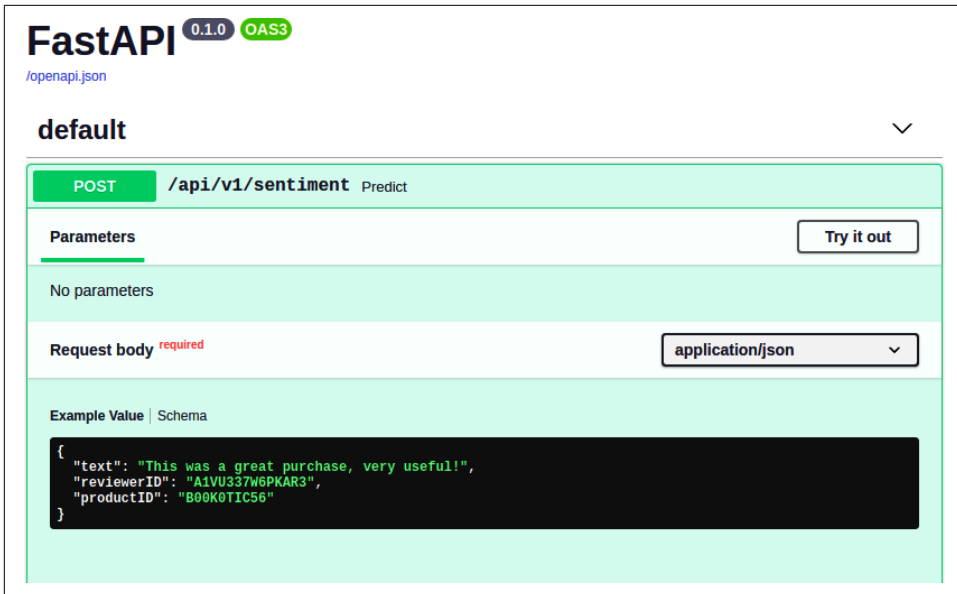 FastAPI 0.1.0 OAS3
/openapi.json
default
POST /api/v1/sentiment Predict
Parameters Try it out
No parameters
Request body required application/json
Example Value Schema
{
"text": "This was a great purchase, very useful!",
"reviewerID": "A1VU337W6PKAR3",
"productID": "B00K0TIC56"
}